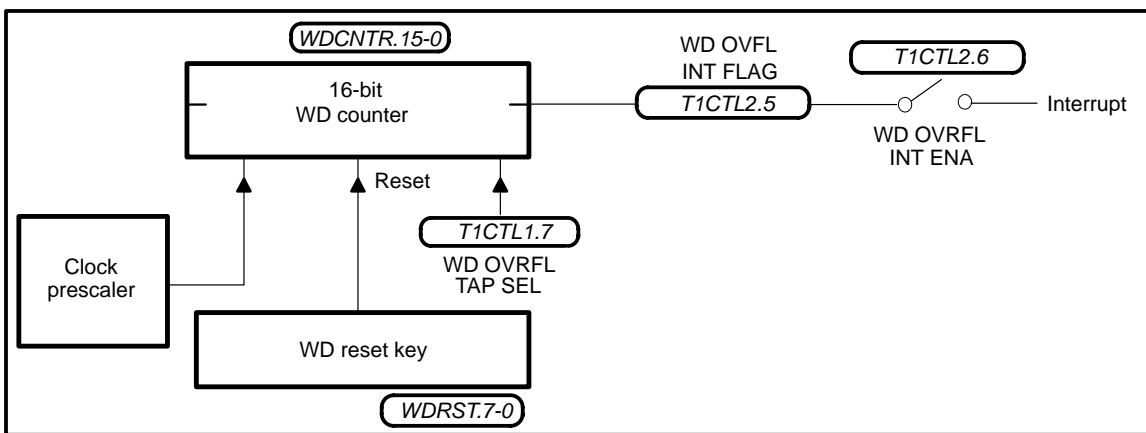 WDCNTR.15-0
16-bit
WD counter
WD OVFL
INT FLAG
T1CTL2.5
T1CTL2.6
WD OVRFL
INT ENA
Interrupt
Reset
T1CTL1.7
WD OVRFL
TAP SEL
Clock
prescaler
WD reset key
WDRST.7-0